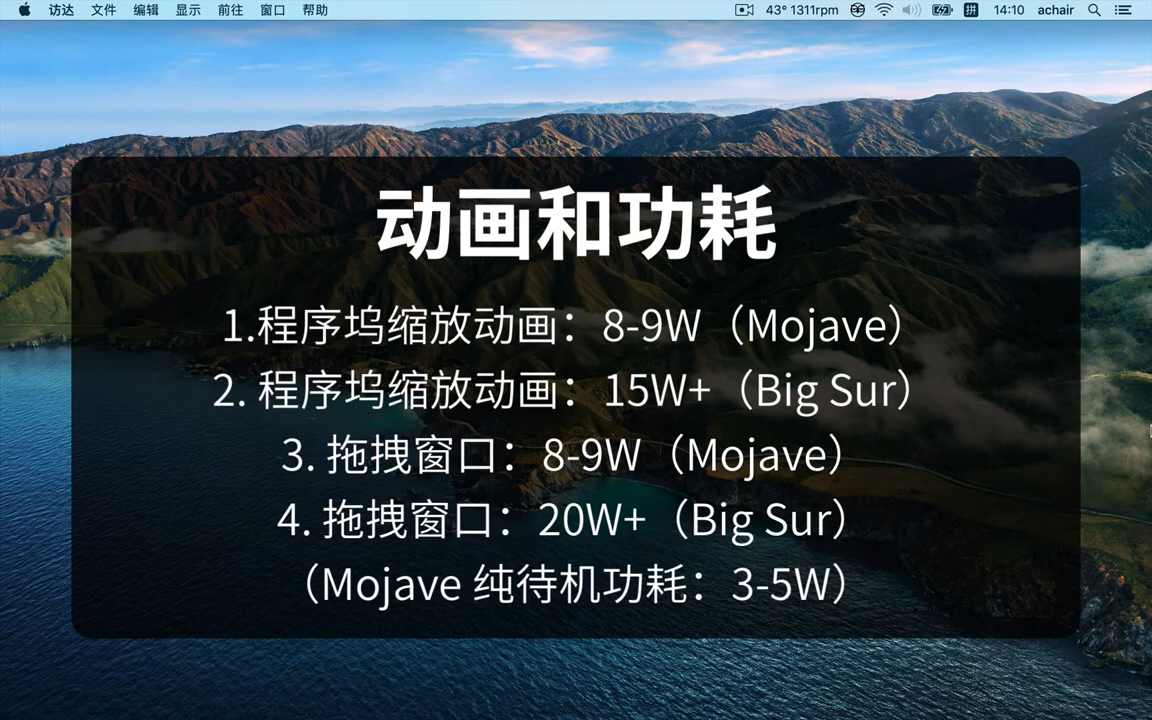 访达 文件 编辑 显示 前往 窗口 帮助 43° 1311rpm 拼 14:10 achair
动画和功耗
1.程序坞缩放动画：8-9W（Mojave）
2. 程序坞缩放动画：15W+（Big Sur）
3. 拖拽窗口：8-9W（Mojave）
4. 拖拽窗口：20W+（Big Sur）
（Mojave 纯待机功耗：3-5W）